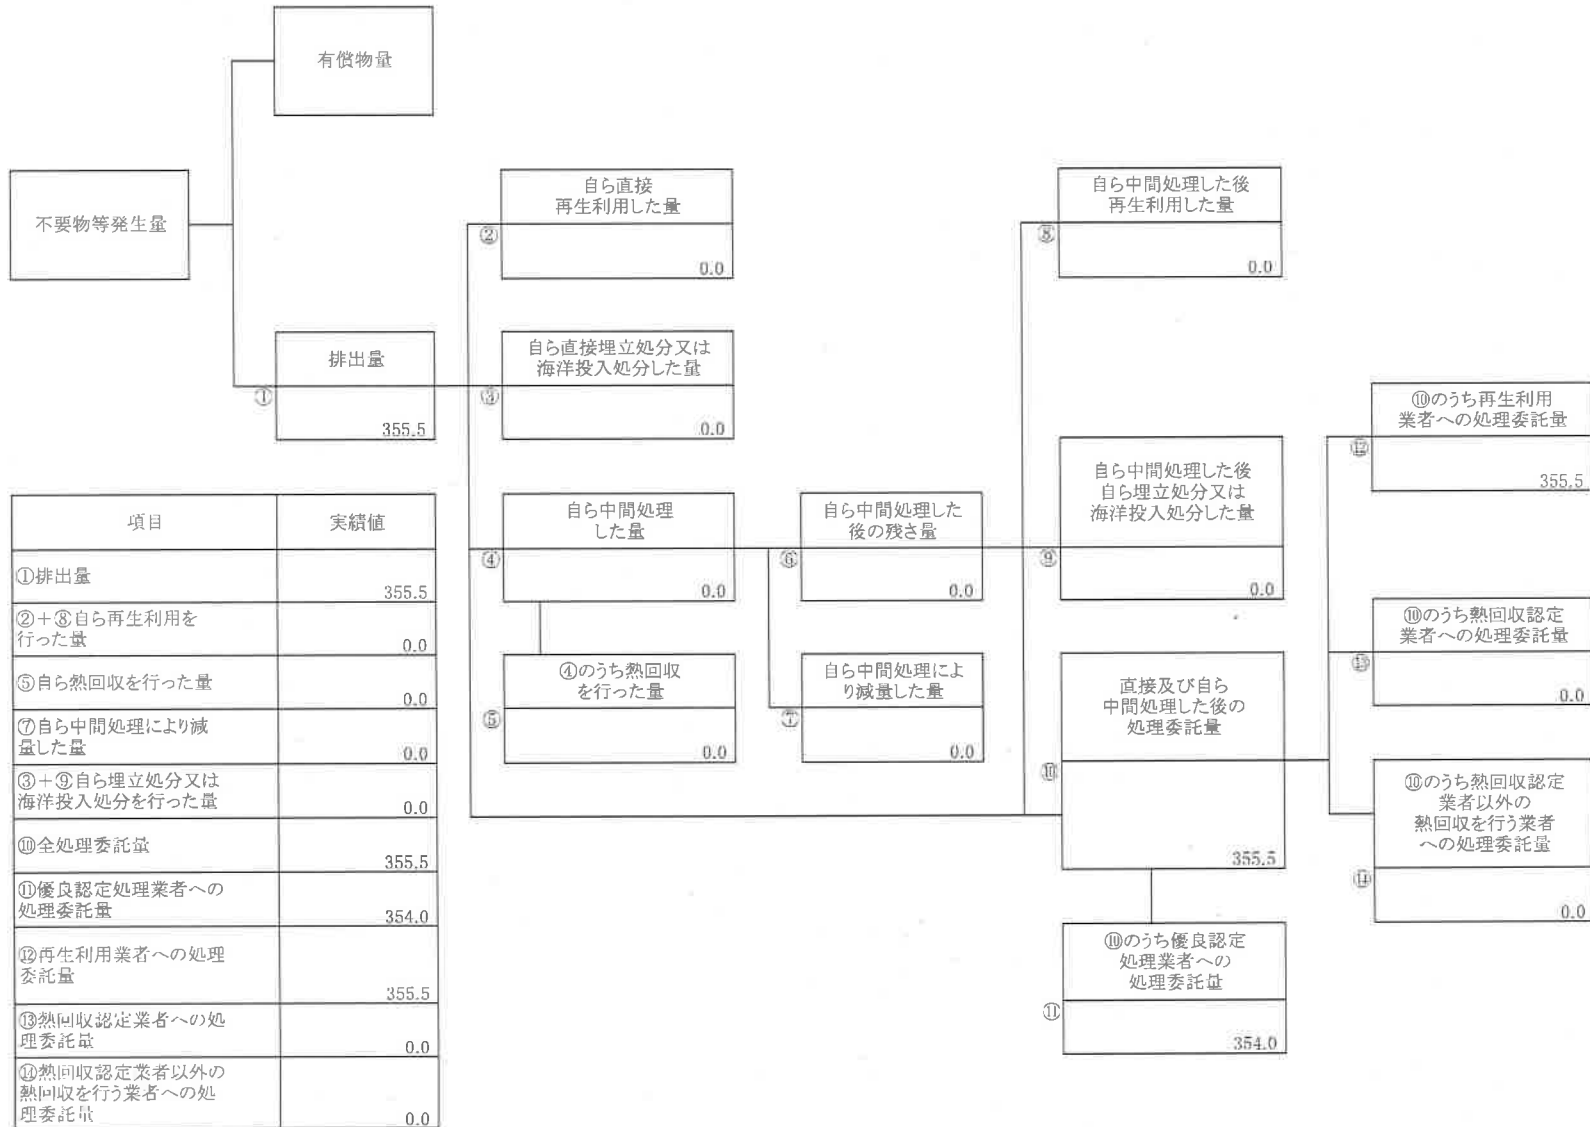 有償物量
不要物等発生量
排出量
①
355.5
自ら直接
再生利用した量
②
0.0
自ら直接埋立処分又は
海洋投入処分した量
③
0.0
自ら中間処理
した量
④
0.0
④のうち熱回収
を行った量
⑤
0.0
自ら中間処理した
後の残さ量
⑥
0.0
自ら中間処理によ
り減量した量
⑦
0.0
自ら中間処理した後
再生利用した量
⑧
0.0
自ら中間処理した後
自ら埋立処分又は
海洋投入処分した量
⑨
0.0
直接及び自ら
中間処理した後の
処理委託量
⑩
355.5
⑩のうち優良認定
処理業者への
処理委託量
⑪
354.0
⑩のうち再生利用
業者への処理委託量
⑫
355.5
⑩のうち熱回収認定
業者への処理委託量
⑬
0.0
⑩のうち熱回収認定
業者以外の
熱回収を行う業者
への処理委託量
⑭
0.0
項目 実績値
①排出量
355.5
②+⑧自ら再生利用を
行った量
0.0
⑤自ら熱回収を行った量
0.0
⑦自ら中間処理により減
量した量
0.0
③+⑨自ら埋立処分又は
海洋投入処分を行った量
0.0
⑩全処理委託量
355.5
⑪優良認定処理業者への
処理委託量
354.0
⑫再生利用業者への処理
委託量
355.5
⑬熱回収認定業者への処
理委託量
0.0
⑭熱回収認定業者以外の
熱回収を行う業者への処
理委託量
0.0